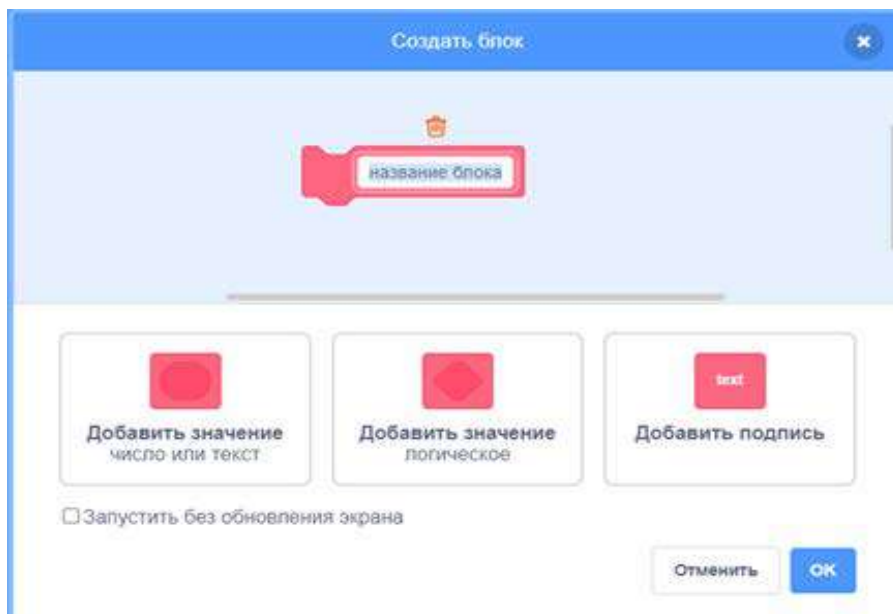 Создать блок
название блока
text
Добавить значение
число или текст
Добавить значение
логическое
Добавить подпись
Запустить без обновления экрана
Отменить
ОК